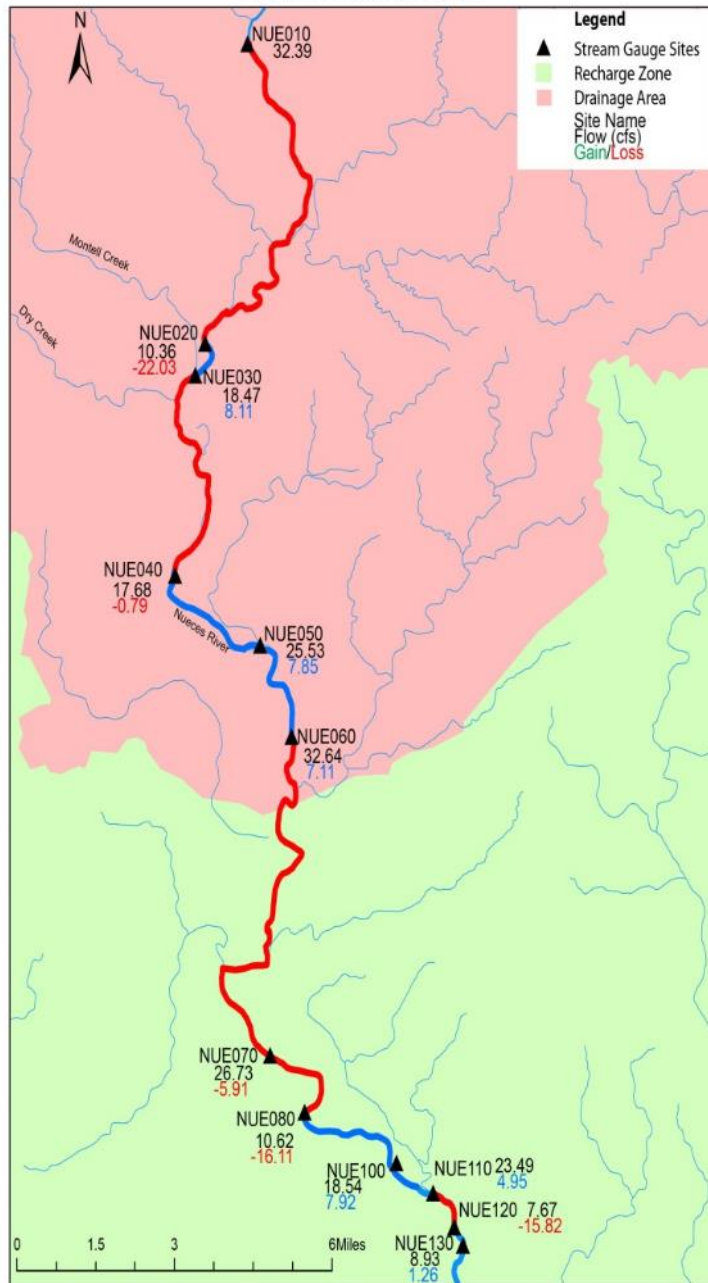 N
NUE010
32.39
Legend
Stream Gauge Sites
Recharge Zone
Drainage Area
Site Name
Flow (cfs)
Gain/Loss
Montell Creek
Dry Creek
NUE020
10.36
-22.03
NUE030
18.47
8.11
NUE040
17.68
-0.79
Nueces River
NUE050
25.53
7.85
NUE060
32.64
7.11
NUE070
26.73
-5.91
NUE080
10.62
-16.11
NUE100
18.54
7.92
NUE110 23.49
4.95
NUE120 7.67
-15.82
NUE130
8.93
1.26
0 1.5 3 6Miles